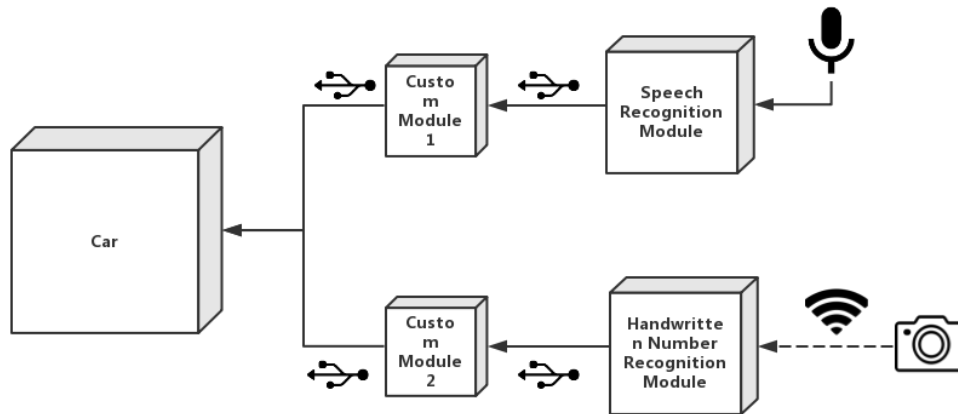 Custo
m
Module
1
Speech
Recognition
Module
Car
Custo
m
Module
2
Handwritte
n Number
Recognition
Module